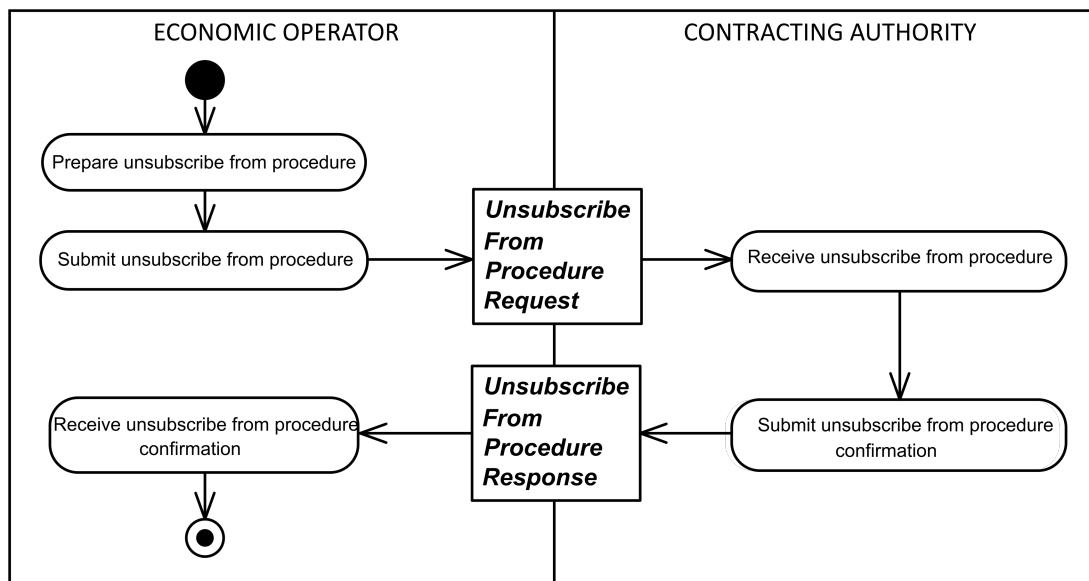 ECONOMIC OPERATOR
CONTRACTING AUTHORITY
Prepare unsubscribe from procedure
Submit unsubscribe from procedure
Unsubscribe
From
Procedure
Request
Receive unsubscribe from procedure
Submit unsubscribe from procedure
confirmation
Unsubscribe
From
Procedure
Response
Receive unsubscribe from procedure
confirmation